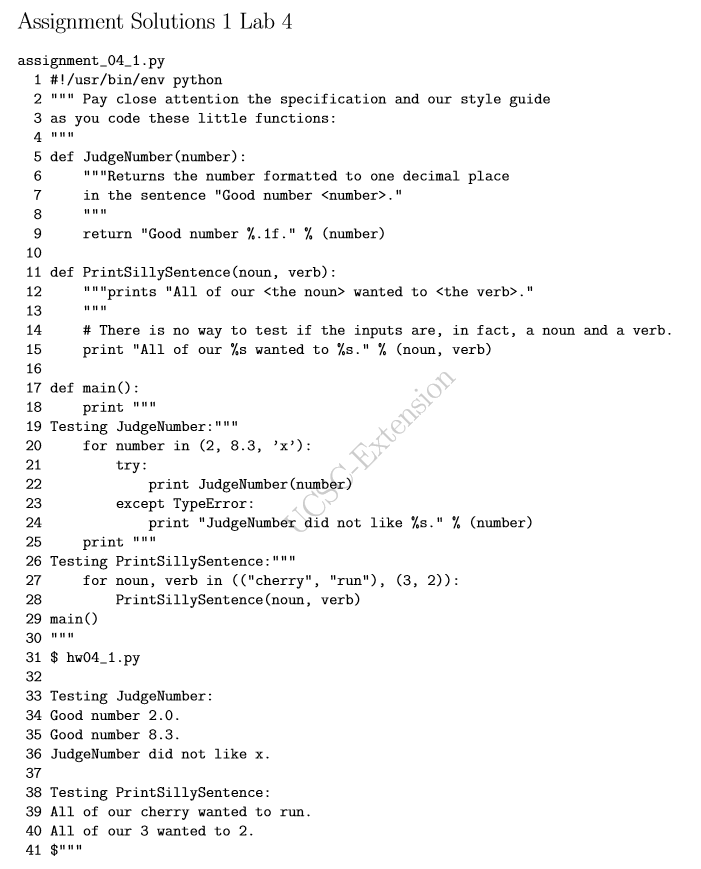 Assignment Solutions 1 Lab 4
assignment_04_1.py
1 #!/usr/bin/env python
2 """ Pay close attention the specification and our style guide
3 as you code these little functions:
4 """
5 def JudgeNumber(number):
6     """Returns the number formatted to one decimal place
7     in the sentence "Good number <number>."
8     """
9     return "Good number %.1f." % (number)
10
11 def PrintSillySentence(noun, verb):
12     """prints "All of our <the noun> wanted to <the verb>."
13     """
14     # There is no way to test if the inputs are, in fact, a noun and a verb.
15     print "All of our %s wanted to %s." % (noun, verb)
16
17 def main():
18     print """
19 Testing JudgeNumber:"""
20     for number in (2, 8.3, 'x'):
21         try:
22             print JudgeNumber(number)
23         except TypeError:
24             print "JudgeNumber did not like %s." % (number)
25     print """
26 Testing PrintSillySentence:"""
27     for noun, verb in (("cherry", "run"), (3, 2)):
28         PrintSillySentence(noun, verb)
29 main()
30 """
31 $ hw04_1.py
32
33 Testing JudgeNumber:
34 Good number 2.0.
35 Good number 8.3.
36 JudgeNumber did not like x.
37
38 Testing PrintSillySentence:
39 All of our cherry wanted to run.
40 All of our 3 wanted to 2.
41 $"""
UCSC-Extension